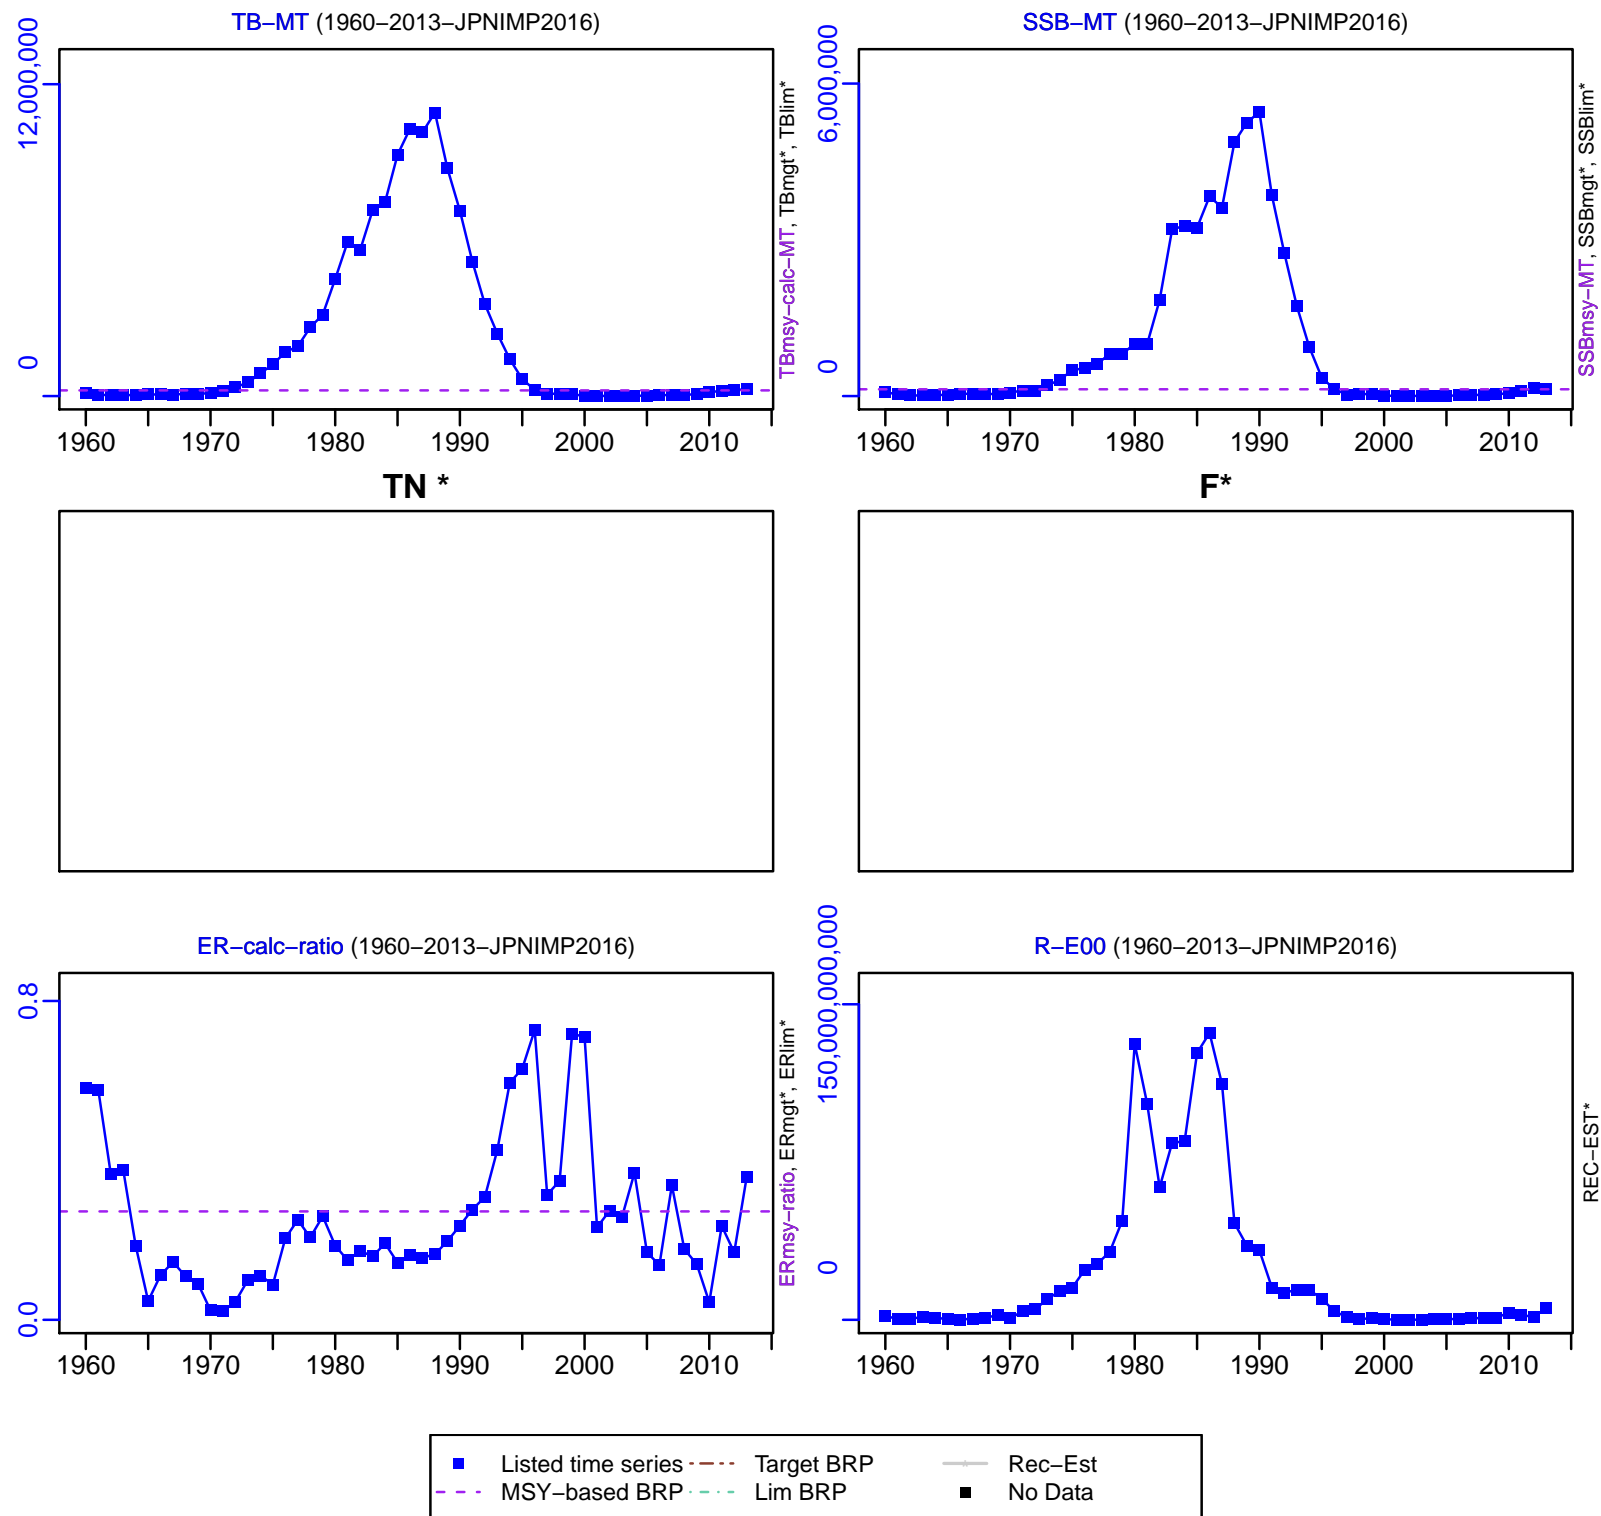 TB−MT (1960−2013−JPNIMP2016)
12,000,000
0
TBmsy−calc−MT, TBmgt*, TBlim*
1960 1970 1980 1990 2000 2010
SSB−MT (1960−2013−JPNIMP2016)
6,000,000
0
SSBmsy−MT, SSBmgt*, SSBlim*
1960 1970 1980 1990 2000 2010
TN *
F*
ER−calc−ratio (1960−2013−JPNIMP2016)
0.8
0.0
ERmsy−ratio, ERmgt*, ERlim*
1960 1970 1980 1990 2000 2010
R−E00 (1960−2013−JPNIMP2016)
150,000,000,000
0
REC−EST*
1960 1970 1980 1990 2000 2010
Listed time series Target BRP Rec−Est
MSY−based BRP Lim BRP No Data